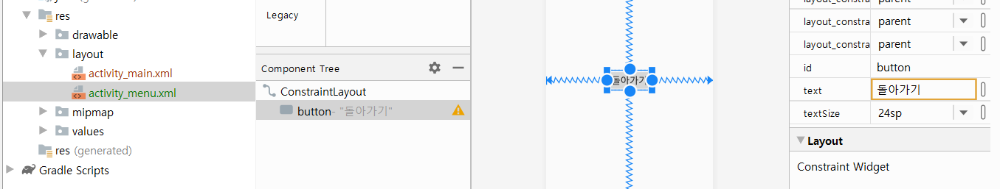 res
drawable
layout
activity_main.xml
activity_menu.xml
mipmap
values
res (generated)
Gradle Scripts
Legacy
Component Tree
ConstraintLayout
button- "돌아가기"
돌아가기
parent
layout_constra parent
layout_constra parent
id button
text 돌아가기
textSize 24sp
Layout
Constraint Widget